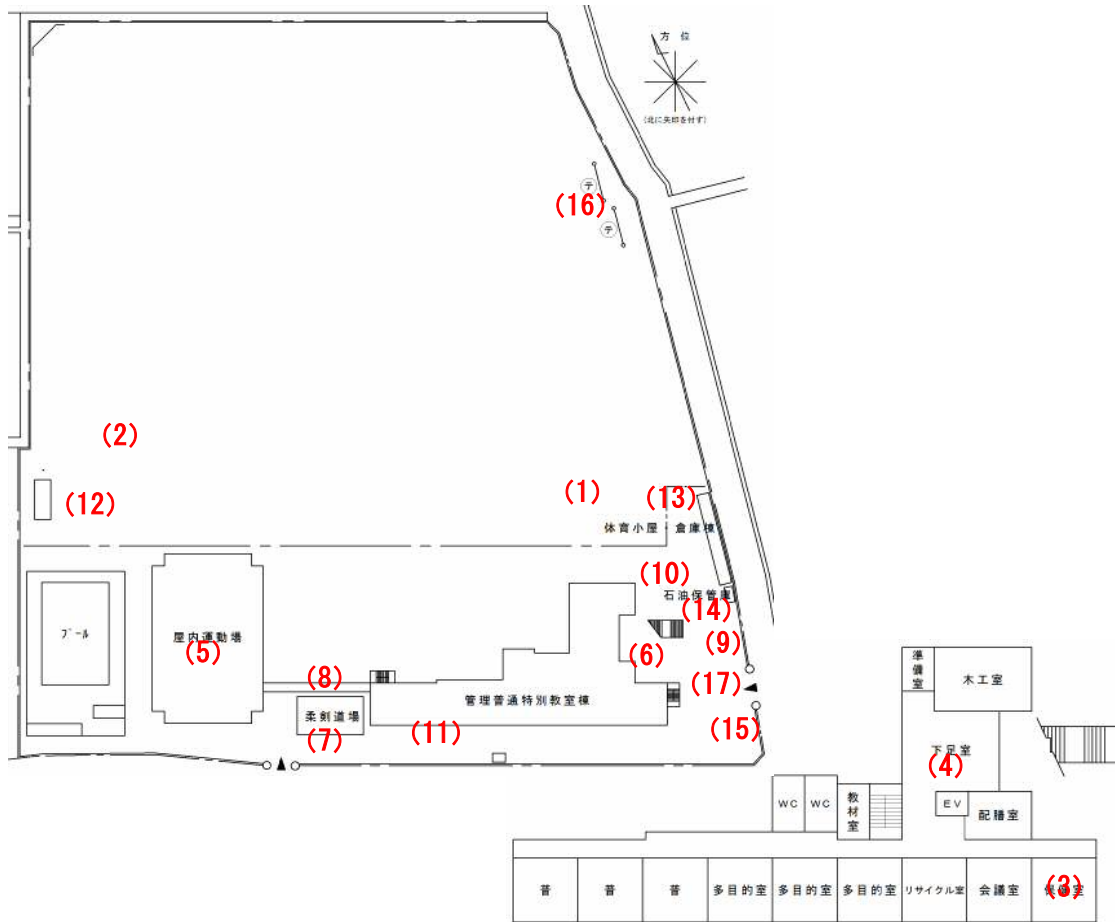 方 位
(北に矢印を付す)
テ
(16)
テ
(2)
(12)
(1)
(13)
体育小屋・倉庫棟
(10)
石油保管庫
(14)
プール
屋内運動場
(5)
(6)
(9)
(8)
(17)
管理普通特別教室棟
柔剣道場
(7)
(11)
(15)
準備室
木工室
下足室
(4)
WC
WC
教材室
EV
配膳室
普
普
普
多目的室
多目的室
多目的室
リサイクル室
会議室
保健室
(3)